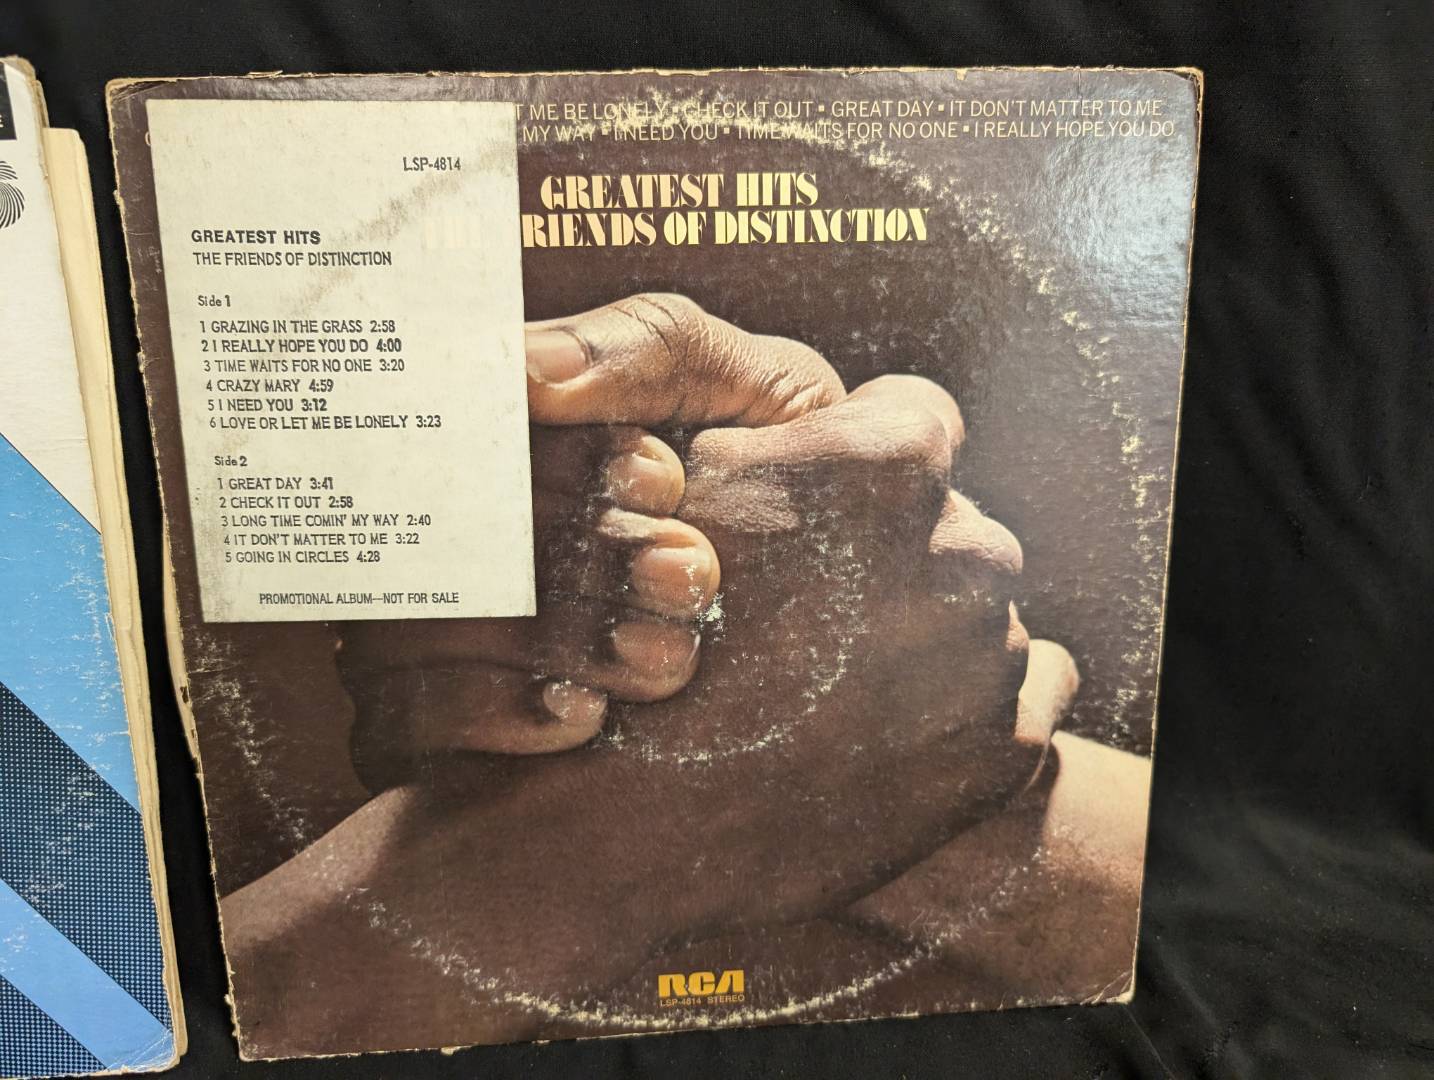 T ME BE LONELY ▪ CHECK IT OUT ▪ GREAT DAY ▪ IT DON'T MATTER TO ME
MY WAY ▪ I NEED YOU ▪ TIME WAITS FOR NO ONE ▪ I REALLY HOPE YOU DO
GREATEST HITS
THE FRIENDS OF DISTINCTION
LSP-4814
GREATEST HITS
THE FRIENDS OF DISTINCTION
Side 1
1 GRAZING IN THE GRASS 2:58
2 I REALLY HOPE YOU DO 4:00
3 TIME WAITS FOR NO ONE 3:20
4 CRAZY MARY 4:59
5 I NEED YOU 3:12
6 LOVE OR LET ME BE LONELY 3:23
Side 2
1 GREAT DAY 3:41
2 CHECK IT OUT 2:58
3 LONG TIME COMIN' MY WAY 2:40
4 IT DON'T MATTER TO ME 3:22
5 GOING IN CIRCLES 4:28
PROMOTIONAL ALBUM—NOT FOR SALE
RCA
LSP-4814 STEREO